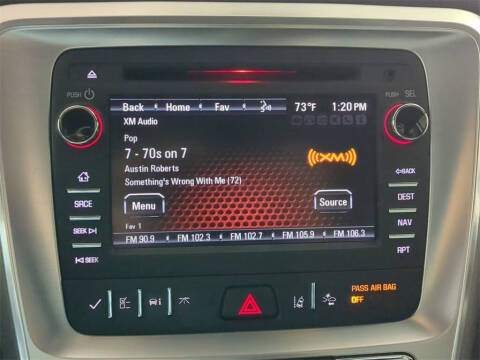 PUSH
PUSH SEL
Back Home Fav 73°F 1:20 PM
XM Audio
Pop
7 - 70s on 7
Austin Roberts
Something's Wrong With Me (72)
((XM))
Menu
Source
Fav 1
FM 90.9 FM 102.3 FM 102.7 FM 105.9 FM 106.3
SRCE
SEEK
SEEK
BACK
DEST
NAV
RPT
PASS AIR BAG
OFF